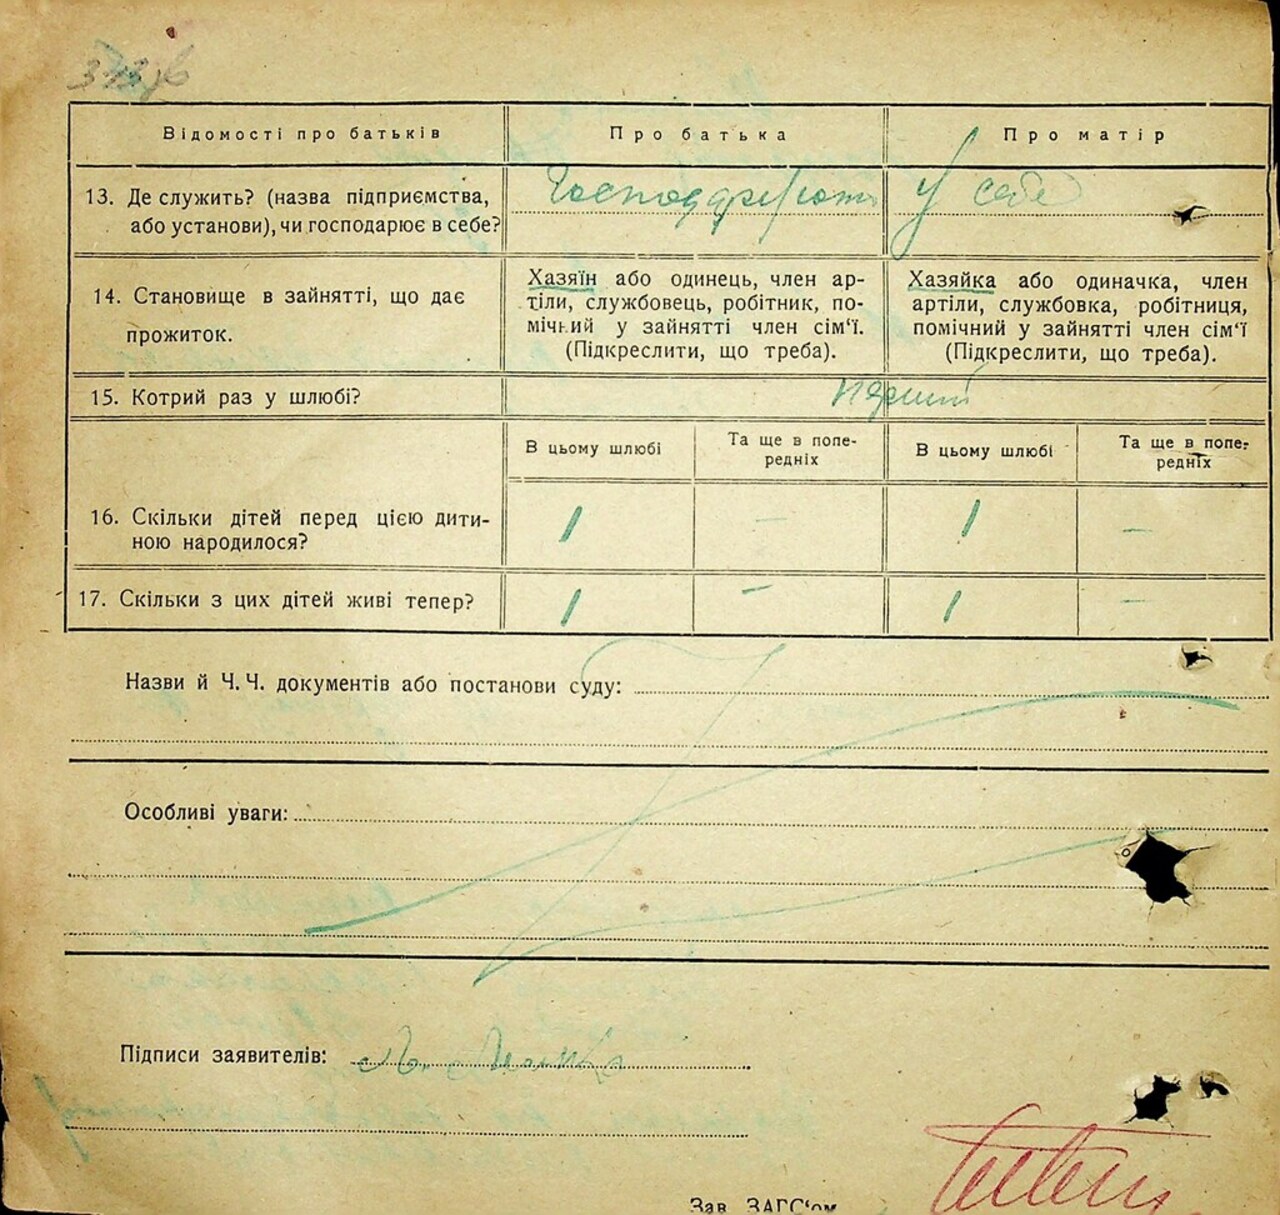 Відомості про батьків Про батька Про матір
13. Де служить? (назва підприємства, або установи), чи господарює в себе? Господарюють у себе
14. Становище в зайнятті, що дає прожиток.
Хазяїн або одинець, член ар-
тіли, службовець, робітник, по-
мічний у зайнятті член сім‘ї.
(Підкреслити, що треба).
Хазяйка або одиначка, член
артіли, службовка, робітниця,
помічний у зайнятті член сім‘ї
(Підкреслити, що треба).
15. Котрий раз у шлюбі?
В цьому шлюбі
Та ще в попе-
редніх
В цьому шлюбі
Та ще в попе-
редніх
16. Скільки дітей перед цією дити-
ною народилося? 1 — 1 —
17. Скільки з цих дітей живі тепер? 1 — 1 —
Назви й Ч. Ч. документів або постанови суду:
Особливі уваги:
Підписи заявителів:
Зав. ЗАГС‘ом